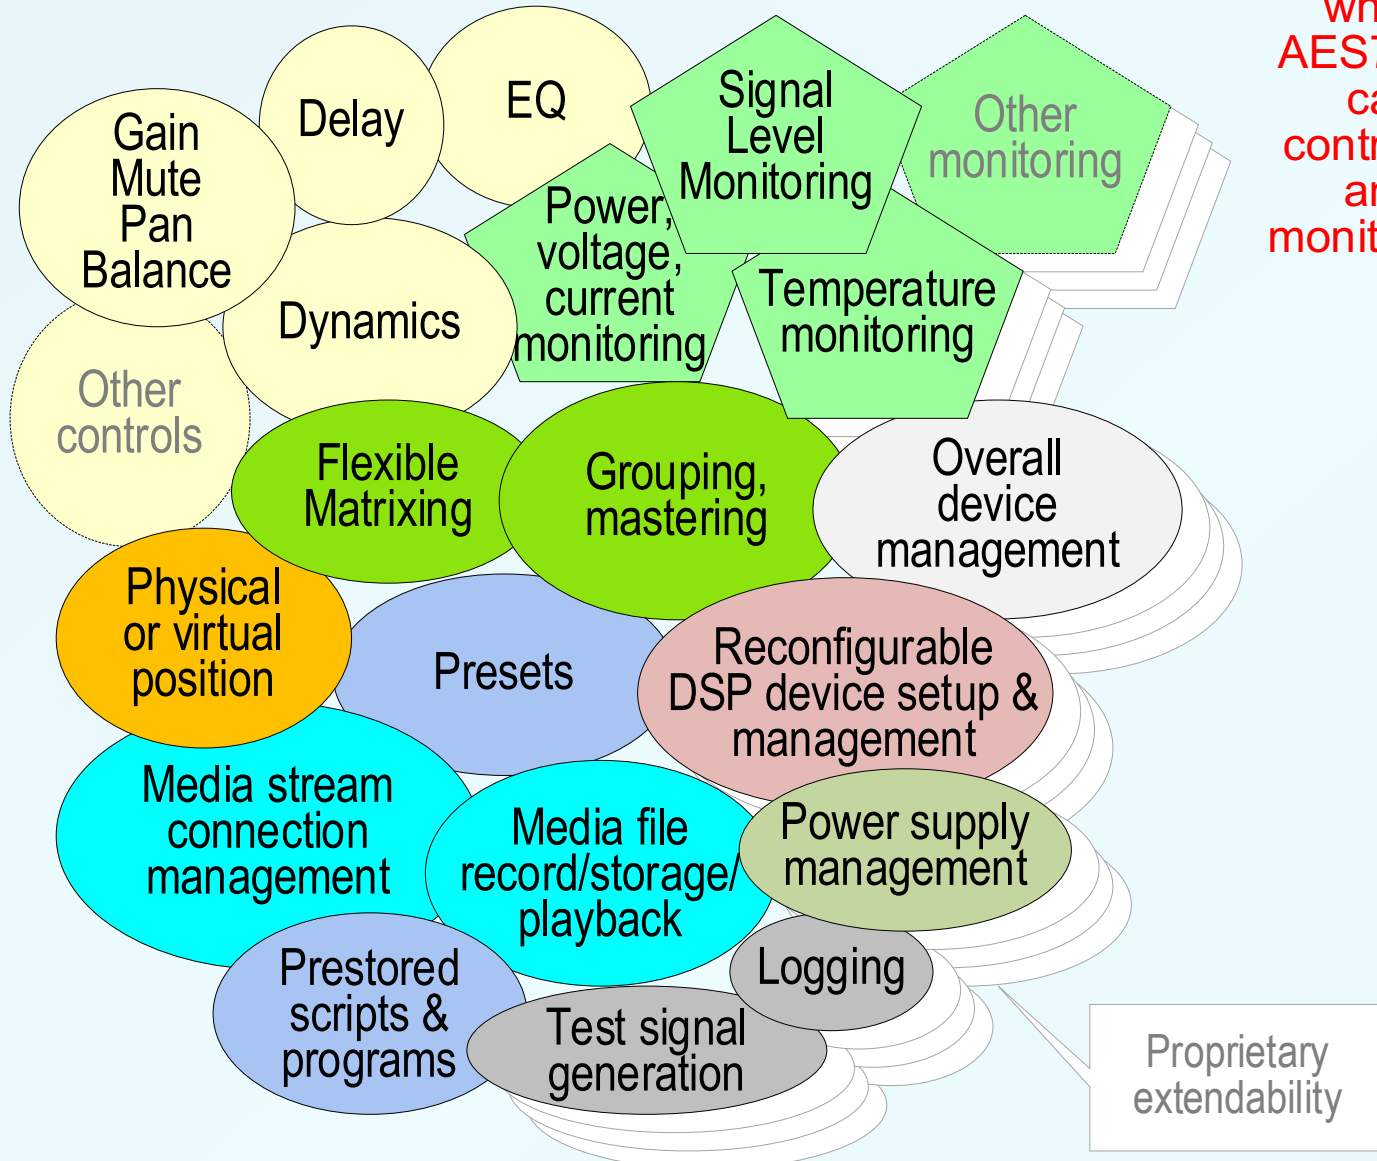 Gain
Mute
Pan
Balance
Delay
EQ
Signal
Level
Monitoring
Other
monitoring
Power,
voltage,
current
monitoring
Temperature
monitoring
Dynamics
Other
controls
Flexible
Matrixing
Grouping,
mastering
Overall
device
management
Physical
or virtual
position
Presets
Reconfigurable
DSP device setup &
management
Media stream
connection
management
Media file
record/storage/
playback
Power supply
management
Prestored
scripts &
programs
Test signal
generation
Logging
Proprietary
extendability